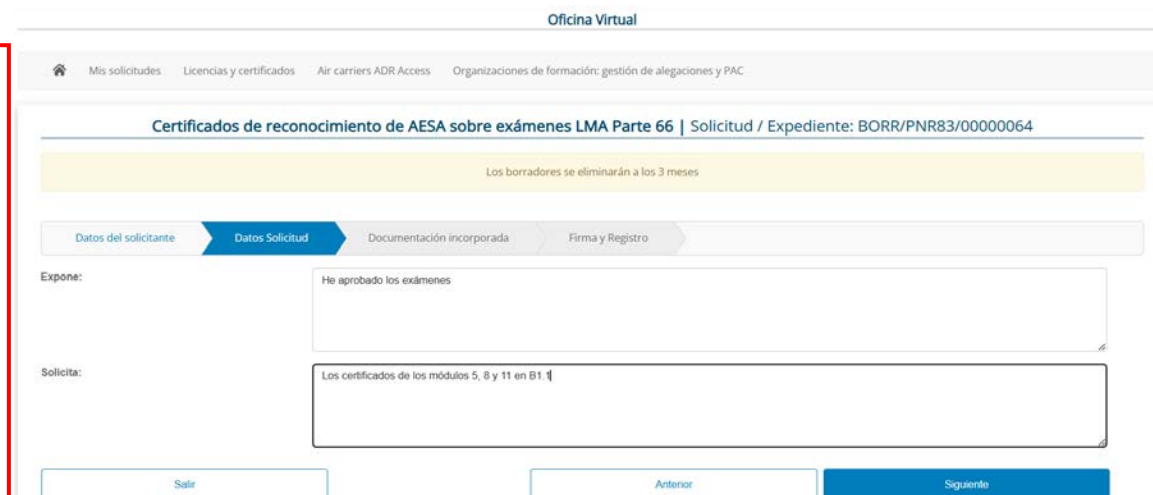 Oficina Virtual
Mis solicitudes Licencias y certificados Air carriers ADR Access Organizaciones de formación: gestión de alegaciones y PAC
Certificados de reconocimiento de AESA sobre exámenes LMA Parte 66 | Solicitud / Expediente: BORR/PNR83/00000064
Los borradores se eliminarán a los 3 meses
Datos del solicitante Datos Solicitud Documentación incorporada Firma y Registro
Expone:
He aprobado los exámenes
Solicita:
Los certificados de los módulos 5, 8 y 11 en B1.1
Salir Anterior Siguiente